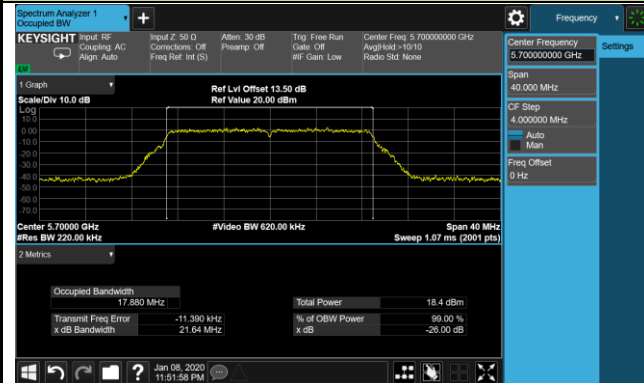 Spectrum Analyzer 1
Occupied BW
+
Frequency
KEYSIGHT
Input: RF
Coupling: AC
Align: Auto
Input Z: 50 Ω
Corrections: Off
Freq Ref: Int (S)
Atten: 30 dB
Preamp: Off
Trig: Free Run
Gate: Off
#IF Gain: Low
Center Freq: 5.700000000 GHz
Avg|Hold:>10/10
Radio Std: None
Center Frequency
5.700000000 GHz
Settings
Span
40.000 MHz
CF Step
4.000000 MHz
Auto
Man
Freq Offset
0 Hz
1 Graph
Scale/Div 10.0 dB
Ref Lvl Offset 13.50 dB
Ref Value 20.00 dBm
Log
10.0
0.00
-10.0
-20.0
-30.0
-40.0
-50.0
-60.0
-70.0
Center 5.70000 GHz
#Video BW 620.00 kHz
Span 40 MHz
#Res BW 220.00 kHz
Sweep 1.07 ms (2001 pts)
2 Metrics
Occupied Bandwidth
17.880 MHz
Total Power
18.4 dBm
Transmit Freq Error
-11.390 kHz
% of OBW Power
99.00 %
x dB Bandwidth
21.64 MHz
x dB
-26.00 dB
?
Jan 08, 2020
11:51:58 PM